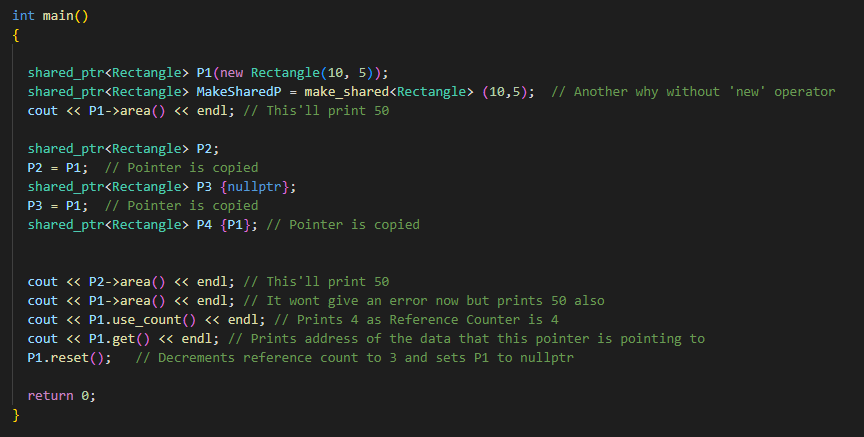 int main()
{
shared_ptr<Rectangle> P1(new Rectangle(10, 5));
shared_ptr<Rectangle> MakeSharedP = make_shared<Rectangle> (10,5);  // Another why without 'new' operator
cout << P1->area() << endl; // This'll print 50
shared_ptr<Rectangle> P2;
P2 = P1;  // Pointer is copied
shared_ptr<Rectangle> P3 {nullptr};
P3 = P1;  // Pointer is copied
shared_ptr<Rectangle> P4 {P1}; // Pointer is copied
cout << P2->area() << endl; // This'll print 50
cout << P1->area() << endl; // It wont give an error now but prints 50 also
cout << P1.use_count() << endl; // Prints 4 as Reference Counter is 4
cout << P1.get() << endl; // Prints address of the data that this pointer is pointing to
P1.reset();   // Decrements reference count to 3 and sets P1 to nullptr
return 0;
}